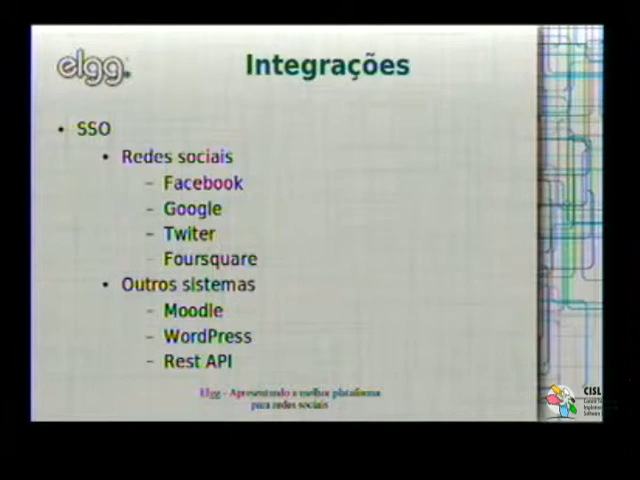 elgg.
Integrações
• SSO
• Redes sociais
– Facebook
– Google
– Twiter
– Foursquare
• Outros sistemas
– Moodle
– WordPress
– Rest API
Elgg - Apresentando a melhor plataforma
para redes sociais
CISL